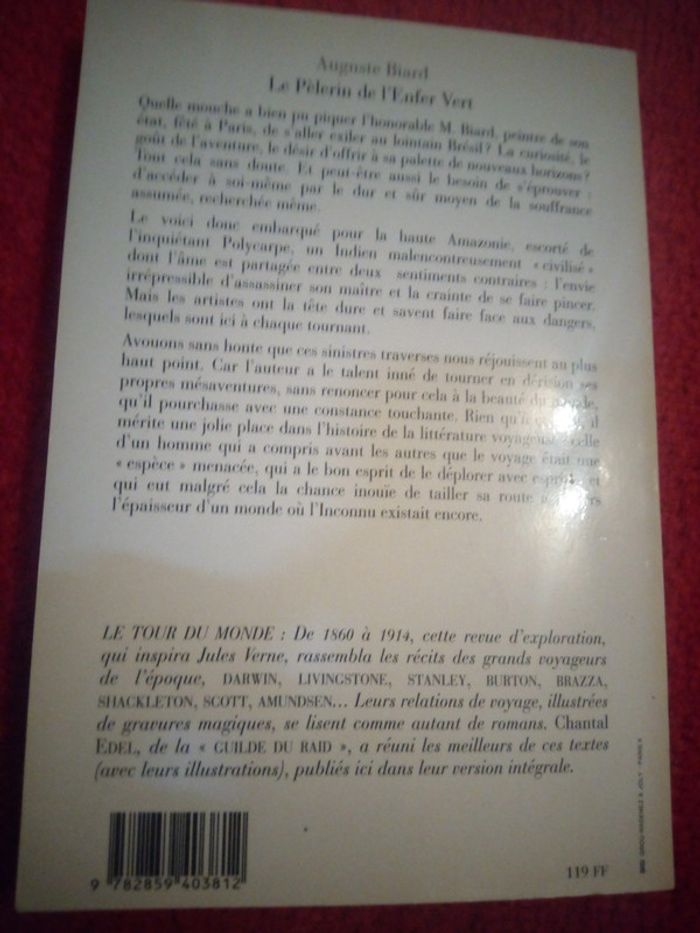 Auguste Biard
Le Pèlerin de l'Enfer Vert
Quelle mouche a bien pu piquer l'honorable M. Biard, peintre de son
état, fêté à Paris, de s'aller exiler au lointain Brésil ? La curiosité, le
goût de l'aventure, le désir d'offrir à sa palette de nouveaux horizons ?
Tout cela sans doute. Et peut-être aussi le besoin de s'éprouver :
d'accéder à soi-même par le dur et sûr moyen de la souffrance
assumée, recherchée même.
Le voici donc embarqué pour la haute Amazonie, escorté de
l'inquiétant Polycarpe, un Indien malencontreusement « civilisé »
dont l'âme est partagée entre deux sentiments contraires : l'envie
irrépressible d'assassiner son maître et la crainte de se faire pincer.
Mais les artistes ont la tête dure et savent faire face aux dangers,
lesquels sont ici à chaque tournant.
Avouons sans honte que ces sinistres traverses nous réjouissent au plus
haut point. Car l'auteur a le talent inné de tourner en dérision ses
propres mésaventures, sans renoncer pour cela à la beauté du
qu'il pourchasse avec une constance touchante. Rien qu'à il
mérite une jolie place dans l'histoire de la littérature voyageuse celle
d'un homme qui a compris avant les autres que le voyage était une
« espèce » menacée, qui a le bon esprit de le déplorer avec et
qui eut malgré cela la chance inouïe de tailler sa route
l'épaisseur d'un monde où l'Inconnu existait encore.
LE TOUR DU MONDE : De 1860 à 1914, cette revue d'exploration,
qui inspira Jules Verne, rassembla les récits des grands voyageurs
de l'époque, DARWIN, LIVINGSTONE, STANLEY, BURTON, BRAZZA,
SHACKLETON, SCOTT, AMUNDSEN... Leurs relations de voyage, illustrées
de gravures magiques, se lisent comme autant de romans. Chantal
EDEL, de la « GUILDE DU RAID », a réuni les meilleurs de ces textes
(avec leurs illustrations), publiés ici dans leur version intégrale.
9 782859 403812
119 FF